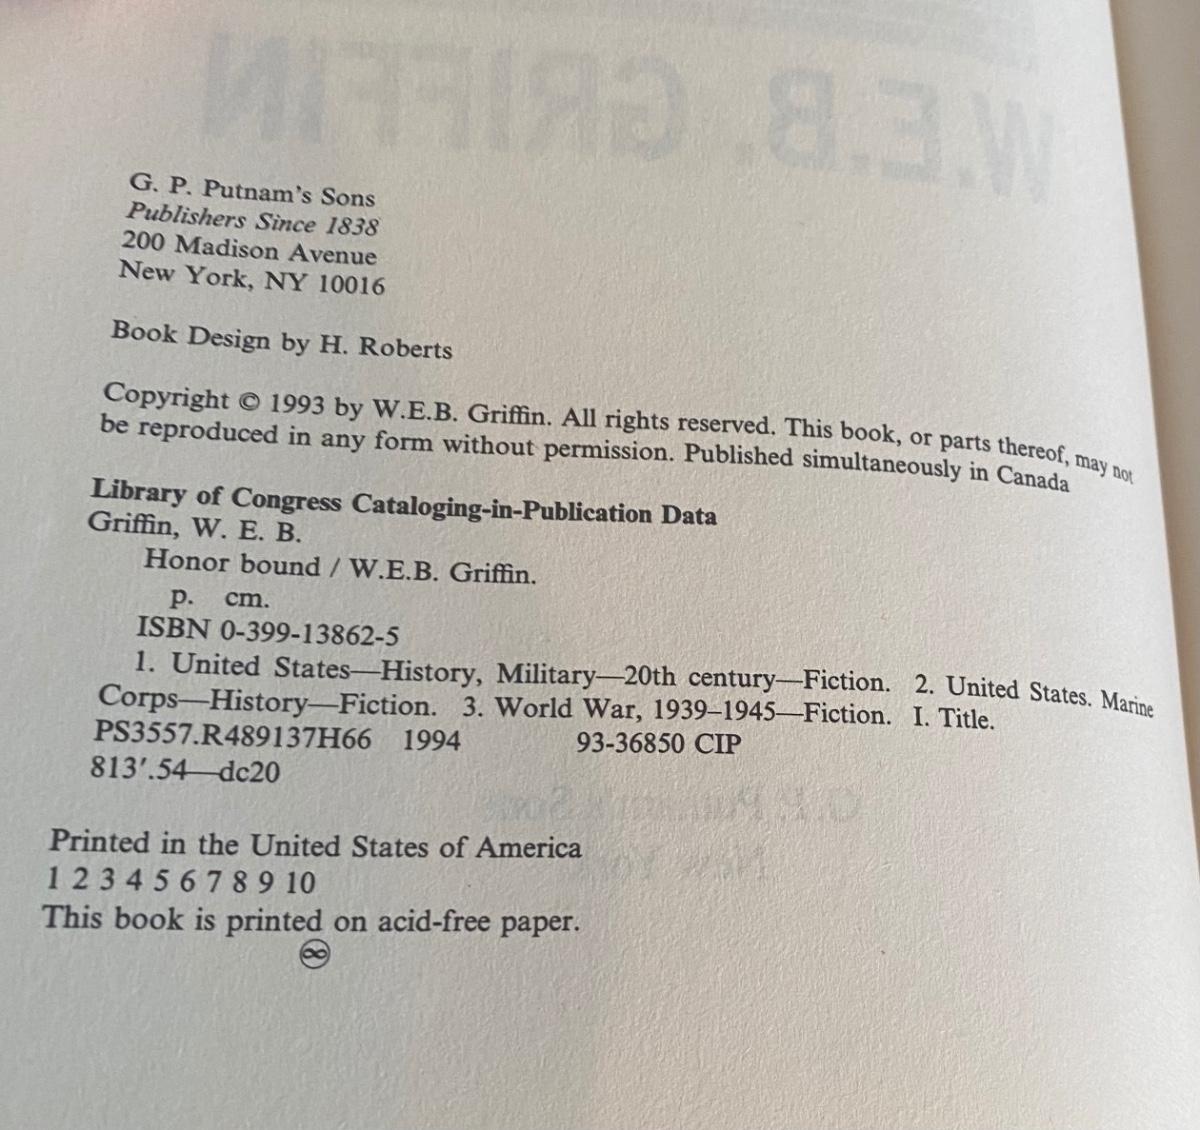 W.E.B. GRIFFIN
G. P. Putnam's Sons
Publishers Since 1838
200 Madison Avenue
New York, NY 10016
Book Design by H. Roberts
Copyright © 1993 by W.E.B. Griffin. All rights reserved. This book, or parts thereof, may not
be reproduced in any form without permission. Published simultaneously in Canada
Library of Congress Cataloging-in-Publication Data
Griffin, W. E. B.
Honor bound / W.E.B. Griffin.
p. cm.
ISBN 0-399-13862-5
1. United States—History, Military—20th century—Fiction. 2. United States. Marine
Corps—History—Fiction. 3. World War, 1939–1945—Fiction. I. Title.
PS3557.R489137H66 1994 93-36850 CIP
813′.54—dc20
G. P. Putnam's Sons
New York
Printed in the United States of America
1 2 3 4 5 6 7 8 9 10
This book is printed on acid-free paper.
♾